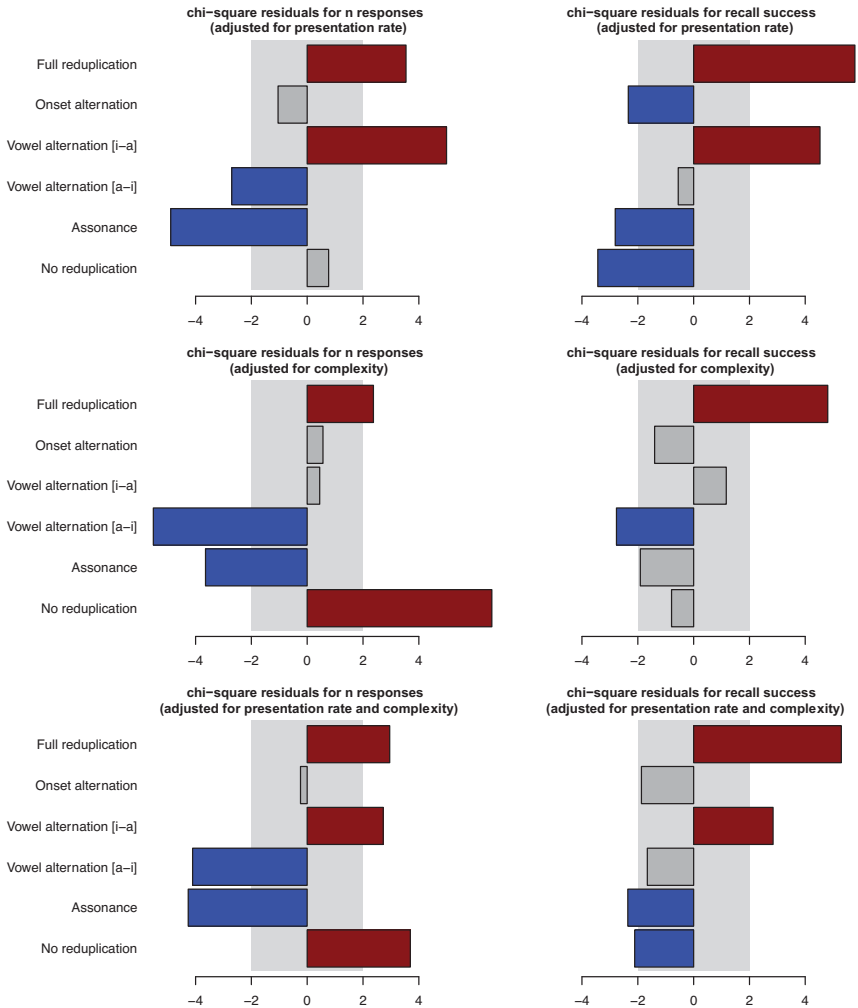 chi−square residuals for n responses
(adjusted for presentation rate)
chi−square residuals for recall success
(adjusted for presentation rate)
Full reduplication
Onset alternation
Vowel alternation [i−a]
Vowel alternation [a−i]
Assonance
No reduplication
−4 −2 0 2 4
−4 −2 0 2 4
chi−square residuals for n responses
(adjusted for complexity)
chi−square residuals for recall success
(adjusted for complexity)
Full reduplication
Onset alternation
Vowel alternation [i−a]
Vowel alternation [a−i]
Assonance
No reduplication
−4 −2 0 2 4
−4 −2 0 2 4
chi−square residuals for n responses
(adjusted for presentation rate and complexity)
chi−square residuals for recall success
(adjusted for presentation rate and complexity)
Full reduplication
Onset alternation
Vowel alternation [i−a]
Vowel alternation [a−i]
Assonance
No reduplication
−4 −2 0 2 4
−4 −2 0 2 4